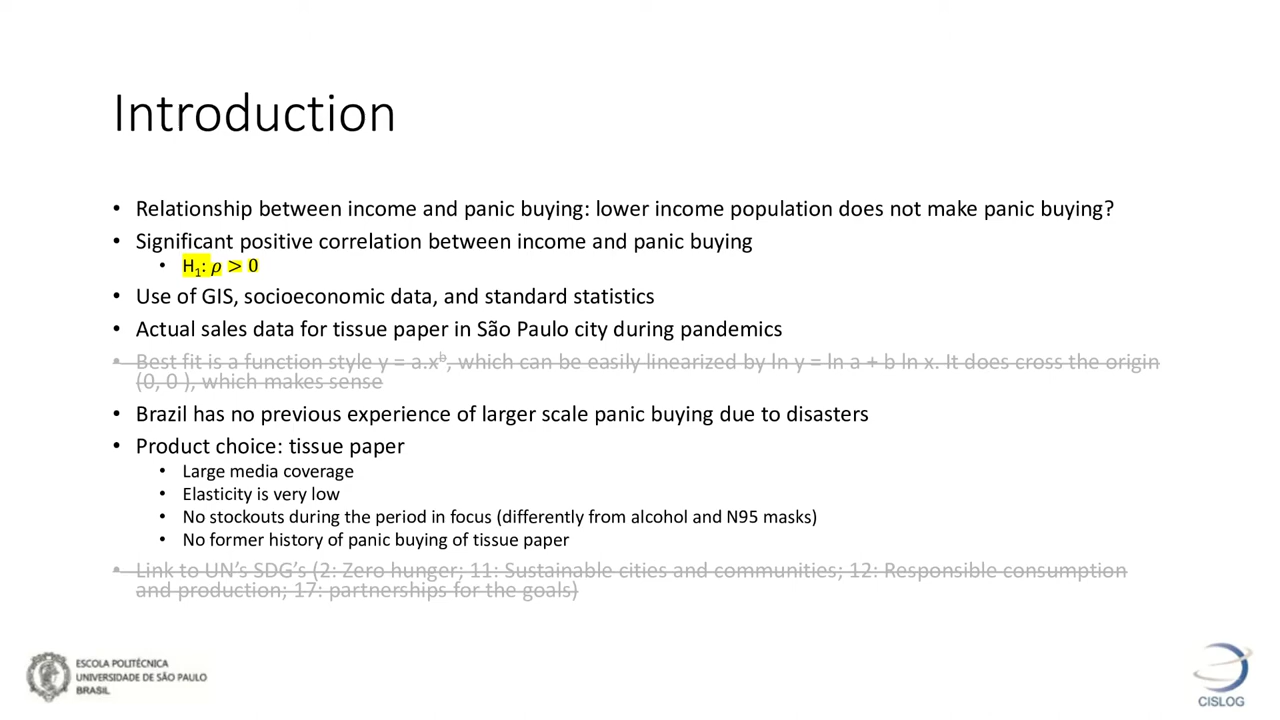 Introduction
• Relationship between income and panic buying: lower income population does not make panic buying?
• Significant positive correlation between income and panic buying
• H₁: 𝜌 > 0
• Use of GIS, socioeconomic data, and standard statistics
• Actual sales data for tissue paper in São Paulo city during pandemics
• Best fit is a function style y = a.xᵇ, which can be easily linearized by ln y = ln a + b ln x. It does cross the origin
(0, 0 ), which makes sense
• Brazil has no previous experience of larger scale panic buying due to disasters
• Product choice: tissue paper
• Large media coverage
• Elasticity is very low
• No stockouts during the period in focus (differently from alcohol and N95 masks)
• No former history of panic buying of tissue paper
• Link to UN’s SDG’s (2: Zero hunger; 11: Sustainable cities and communities; 12: Responsible consumption
and production; 17: partnerships for the goals)
ESCOLA POLITÉCNICA
UNIVERSIDADE DE SÃO PAULO
BRASIL
CISLOG